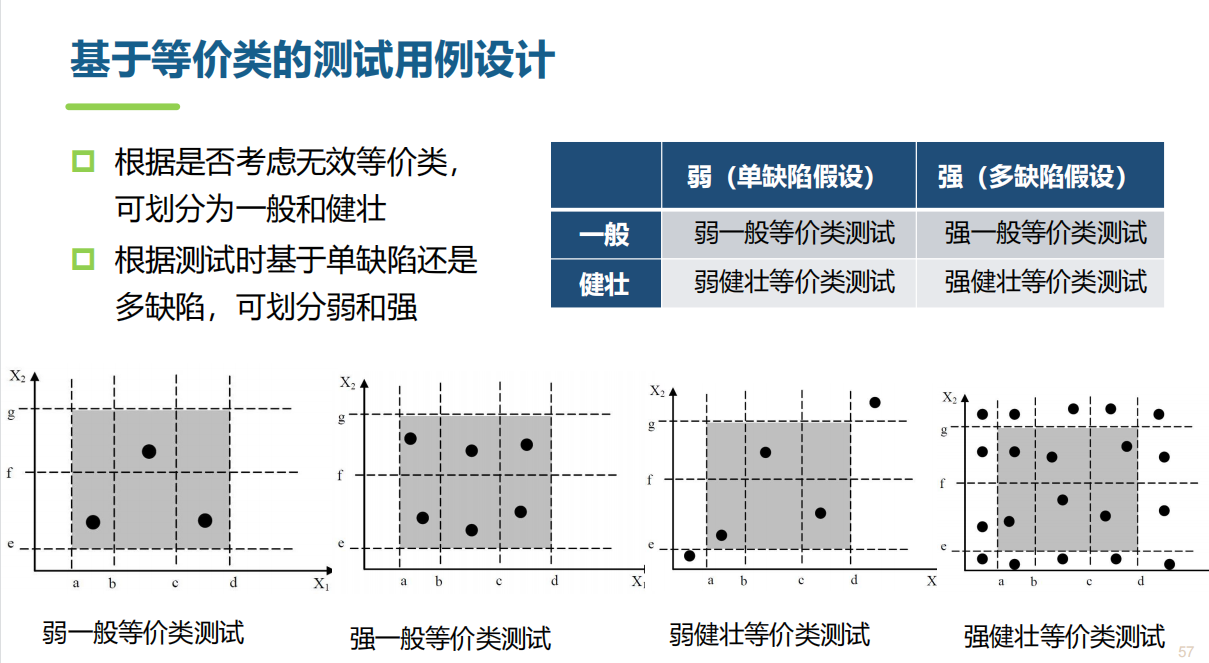 基于等价类的测试用例设计
根据是否考虑无效等价类，
可划分为一般和健壮
根据测试时基于单缺陷还是
多缺陷，可划分弱和强
弱（单缺陷假设） 强（多缺陷假设）
一般 弱一般等价类测试 强一般等价类测试
健壮 弱健壮等价类测试 强健壮等价类测试
X2
g
f
e
a b c d X1
弱一般等价类测试
X2
g
f
e
a b c d X1
强一般等价类测试
X2
g
f
e
a b c d X
弱健壮等价类测试
X2
g
f
e
a b c d
强健壮等价类测试
57